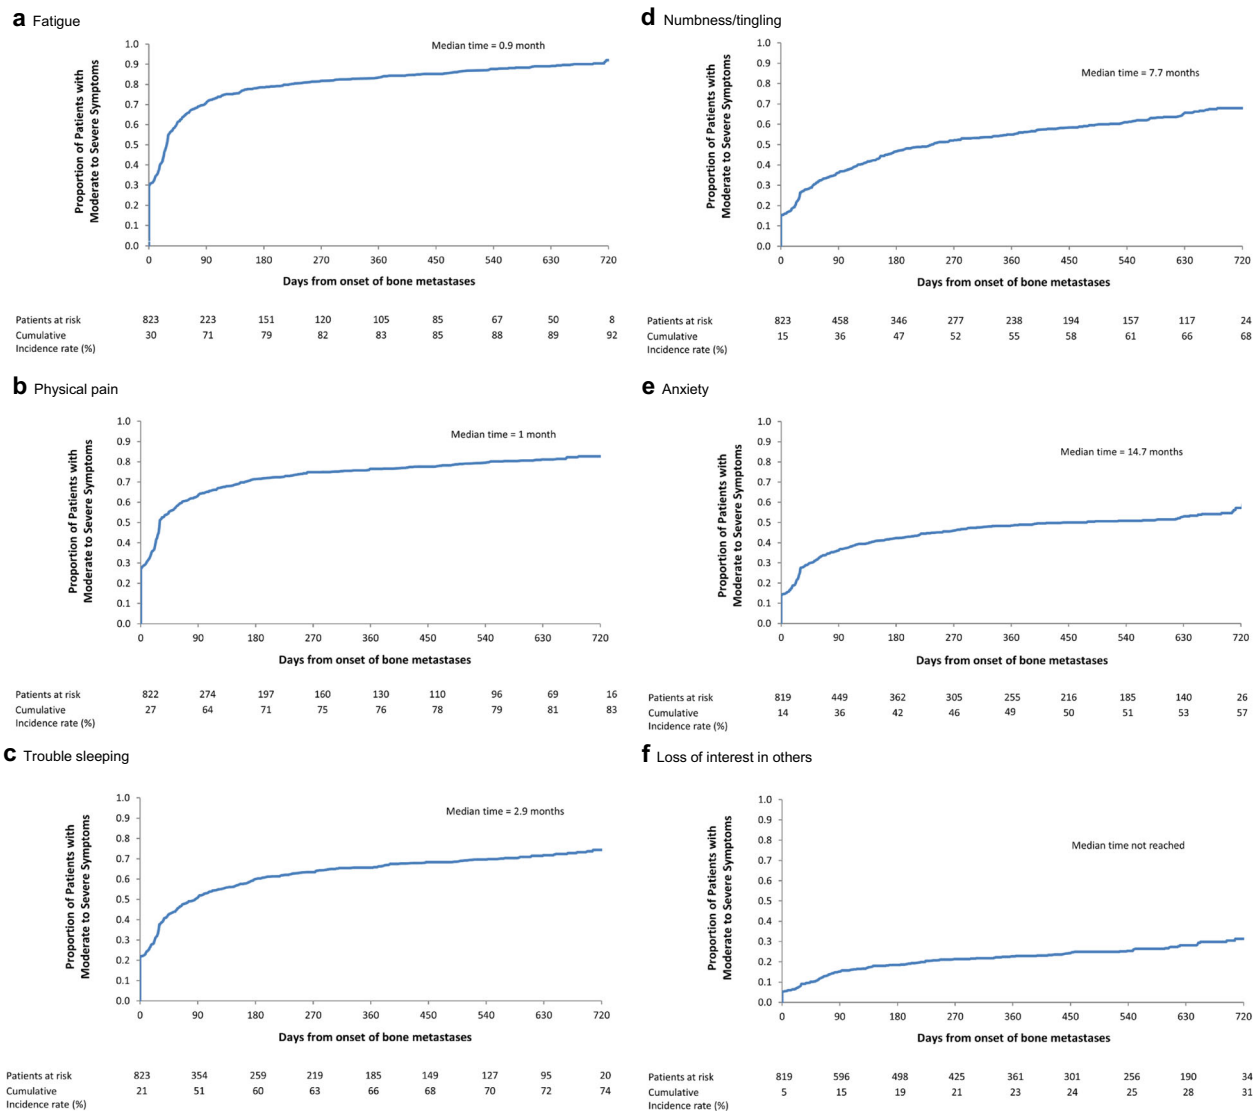 a Fatigue
Median time = 0.9 month
Proportion of Patients with
Moderate to Severe Symptoms
1.0
0.9
0.8
0.7
0.6
0.5
0.4
0.3
0.2
0.1
0.0
0 90 180 270 360 450 540 630 720
Days from onset of bone metastases
Patients at risk 823 223 151 120 105 85 67 50 8
Cumulative 30 71 79 82 83 85 88 89 92
Incidence rate (%)
b Physical pain
Median time = 1 month
Proportion of Patients with
Moderate to Severe Symptoms
1.0
0.9
0.8
0.7
0.6
0.5
0.4
0.3
0.2
0.1
0.0
0 90 180 270 360 450 540 630 720
Days from onset of bone metastases
Patients at risk 822 274 197 160 130 110 96 69 16
Cumulative 27 64 71 75 76 78 79 81 83
Incidence rate (%)
c Trouble sleeping
Median time = 2.9 months
Proportion of Patients with
Moderate to Severe Symptoms
1.0
0.9
0.8
0.7
0.6
0.5
0.4
0.3
0.2
0.1
0.0
0 90 180 270 360 450 540 630 720
Days from onset of bone metastases
Patients at risk 823 354 259 219 185 149 127 95 20
Cumulative 21 51 60 63 66 68 70 72 74
Incidence rate (%)
d Numbness/tingling
Median time = 7.7 months
Proportion of Patients with
Moderate to Severe Symptoms
1.0
0.9
0.8
0.7
0.6
0.5
0.4
0.3
0.2
0.1
0.0
0 90 180 270 360 450 540 630 720
Days from onset of bone metastases
Patients at risk 823 458 346 277 238 194 157 117 24
Cumulative 15 36 47 52 55 58 61 66 68
Incidence rate (%)
e Anxiety
Median time = 14.7 months
Proportion of Patients with
Moderate to Severe Symptoms
1.0
0.9
0.8
0.7
0.6
0.5
0.4
0.3
0.2
0.1
0.0
0 90 180 270 360 450 540 630 720
Days from onset of bone metastases
Patients at risk 819 449 362 305 255 216 185 140 26
Cumulative 14 36 42 46 49 50 51 53 57
Incidence rate (%)
f Loss of interest in others
Median time not reached
Proportion of Patients with
Moderate to Severe Symptoms
1.0
0.9
0.8
0.7
0.6
0.5
0.4
0.3
0.2
0.1
0.0
0 90 180 270 360 450 540 630 720
Days from onset of bone metastases
Patients at risk 819 596 498 425 361 301 256 190 34
Cumulative 5 15 19 21 23 24 25 28 31
Incidence rate (%)